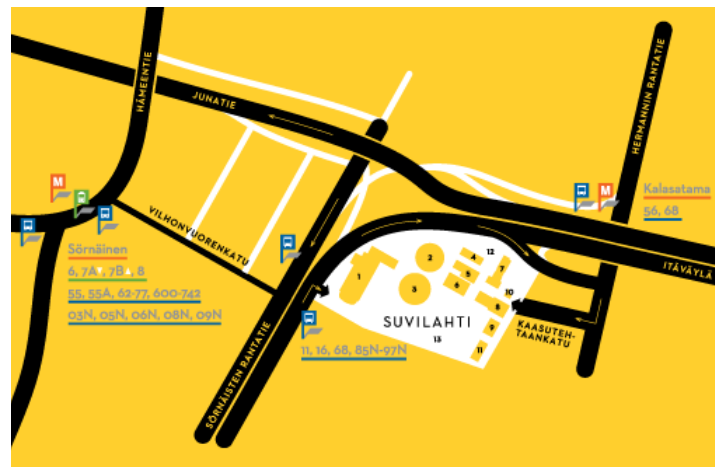 HÄMEENTIE
JUNATIE
HERMANNIN RANTATIE
M
M
Kalasatama
56, 68
VILHONVUORENKATU
Sörnäinen
6, 7A, 7B, 8
55, 55A, 62-77, 600-742
03N, 05N, 06N, 08N, 09N
ITÄVÄYLÄ
1
2
3
4
5
6
7
8
9
10
11
12
13
SUVILAHTI
KAASUTEH-
TAANKATU
11, 16, 68, 85N-97N
SÖRNÄISTEN RANTATIE